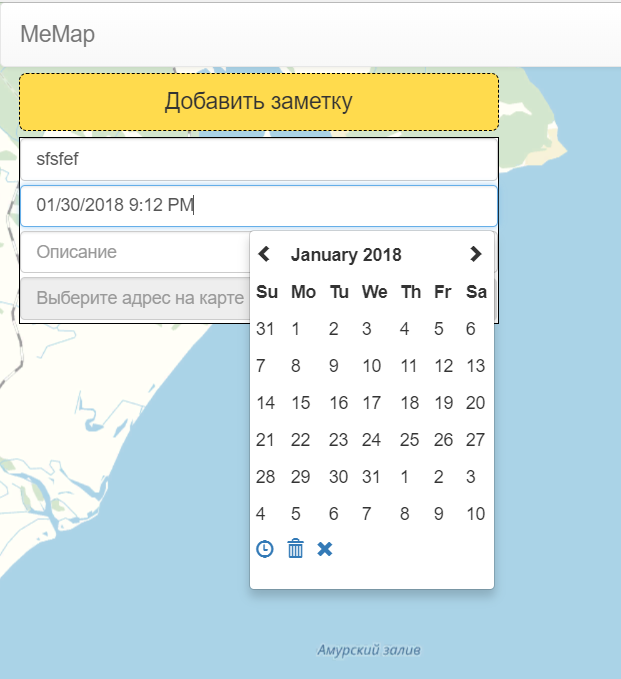 MeMap
Добавить заметку
sfsfef
01/30/2018 9:12 PM
Описание
Выберите адрес на карте
January 2018
Su Mo Tu We Th Fr Sa
31 1 2 3 4 5 6
7 8 9 10 11 12 13
14 15 16 17 18 19 20
21 22 23 24 25 26 27
28 29 30 31 1 2 3
4 5 6 7 8 9 10
Амурский залив